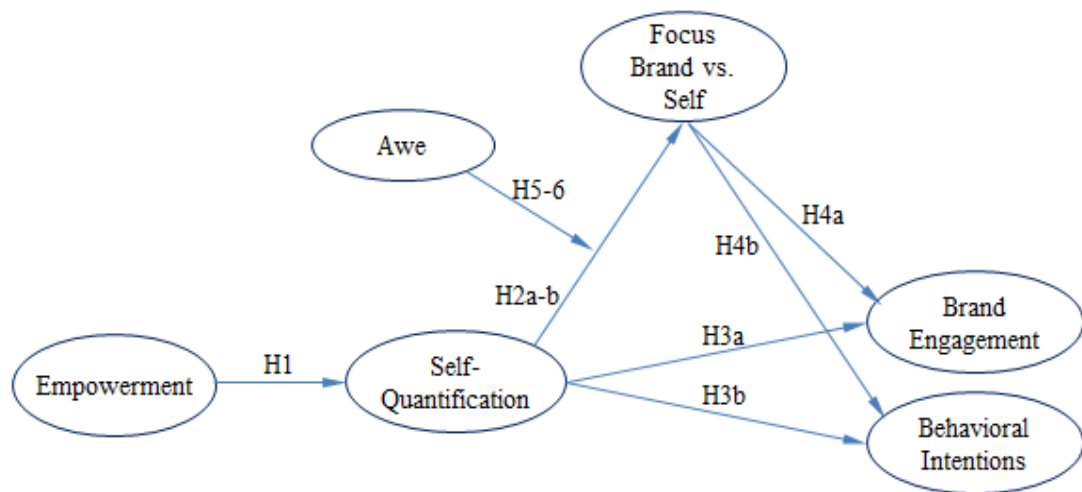 Focus
Brand vs.
Self
Awe
H5-6
H4a
H4b
H2a-b
Brand
Engagement
H3a
H1
Self-
Quantification
Empowerment
H3b
Behavioral
Intentions